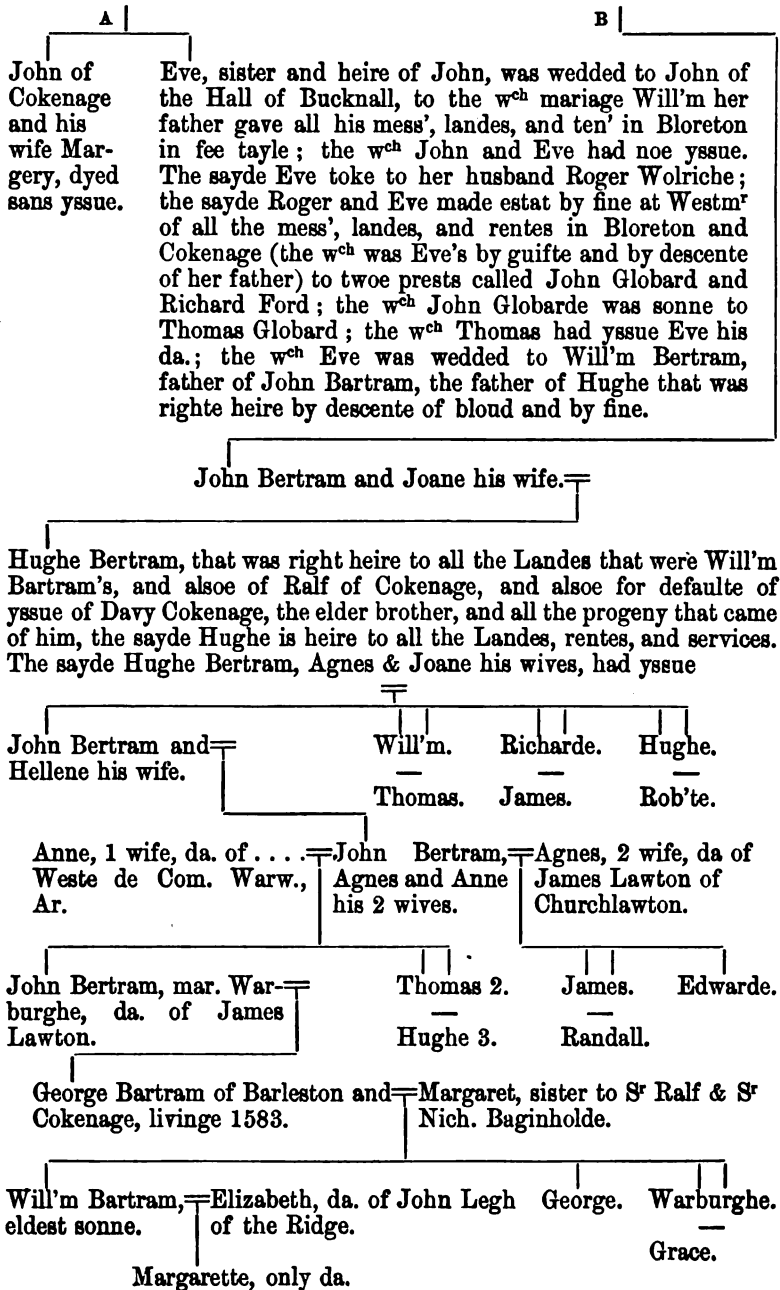 A B
John of
Cokenage
and his
wife Mar-
gery, dyed
sans yssue.
Eve, sister and heire of John, was wedded to John of
the Hall of Bucknall, to the wch mariage Will'm her
father gave all his mess', landes, and ten' in Bloreton
in fee tayle ; the wch John and Eve had noe yssue.
The sayde Eve toke to her husband Roger Wolriche ;
the sayde Roger and Eve made estat by fine at Westmr
of all the mess', landes, and rentes in Bloreton and
Cokenage (the wch was Eve's by guifte and by descente
of her father) to twoe prests called John Globard and
Richard Ford ; the wch John Globarde was sonne to
Thomas Globard ; the wch Thomas had yssue Eve his
da.; the wch Eve was wedded to Will'm Bertram,
father of John Bartram, the father of Hughe that was
righte heire by descente of bloud and by fine.
John Bertram and Joane his wife.
Hughe Bertram, that was right heire to all the Landes that were Will'm
Bartram's, and alsoe of Ralf of Cokenage, and alsoe for defaulte of
yssue of Davy Cokenage, the elder brother, and all the progeny that came
of him, the sayde Hughe is heire to all the Landes, rentes, and services.
The sayde Hughe Bertram, Agnes & Joane his wives, had yssue
John Bertram and
Hellene his wife.
Will'm.
Thomas.
Richarde.
James.
Hughe.
Rob'te.
Anne, 1 wife, da. of . . . .
Weste de Com. Warw.,
Ar.
John Bertram,
Agnes and Anne
his 2 wives.
Agnes, 2 wife, da of
James Lawton of
Churchlawton.
John Bertram, mar. War-
burghe, da. of James
Lawton.
Thomas 2.
Hughe 3.
James.
Randall.
Edwarde.
George Bartram of Barleston and
Cokenage, livinge 1583.
Margaret, sister to Sr Ralf & Sr
Nich. Baginholde.
Will'm Bartram,
eldest sonne.
Elizabeth, da. of John Legh
of the Ridge.
George.
Warburghe.
Grace.
Margarette, only da.